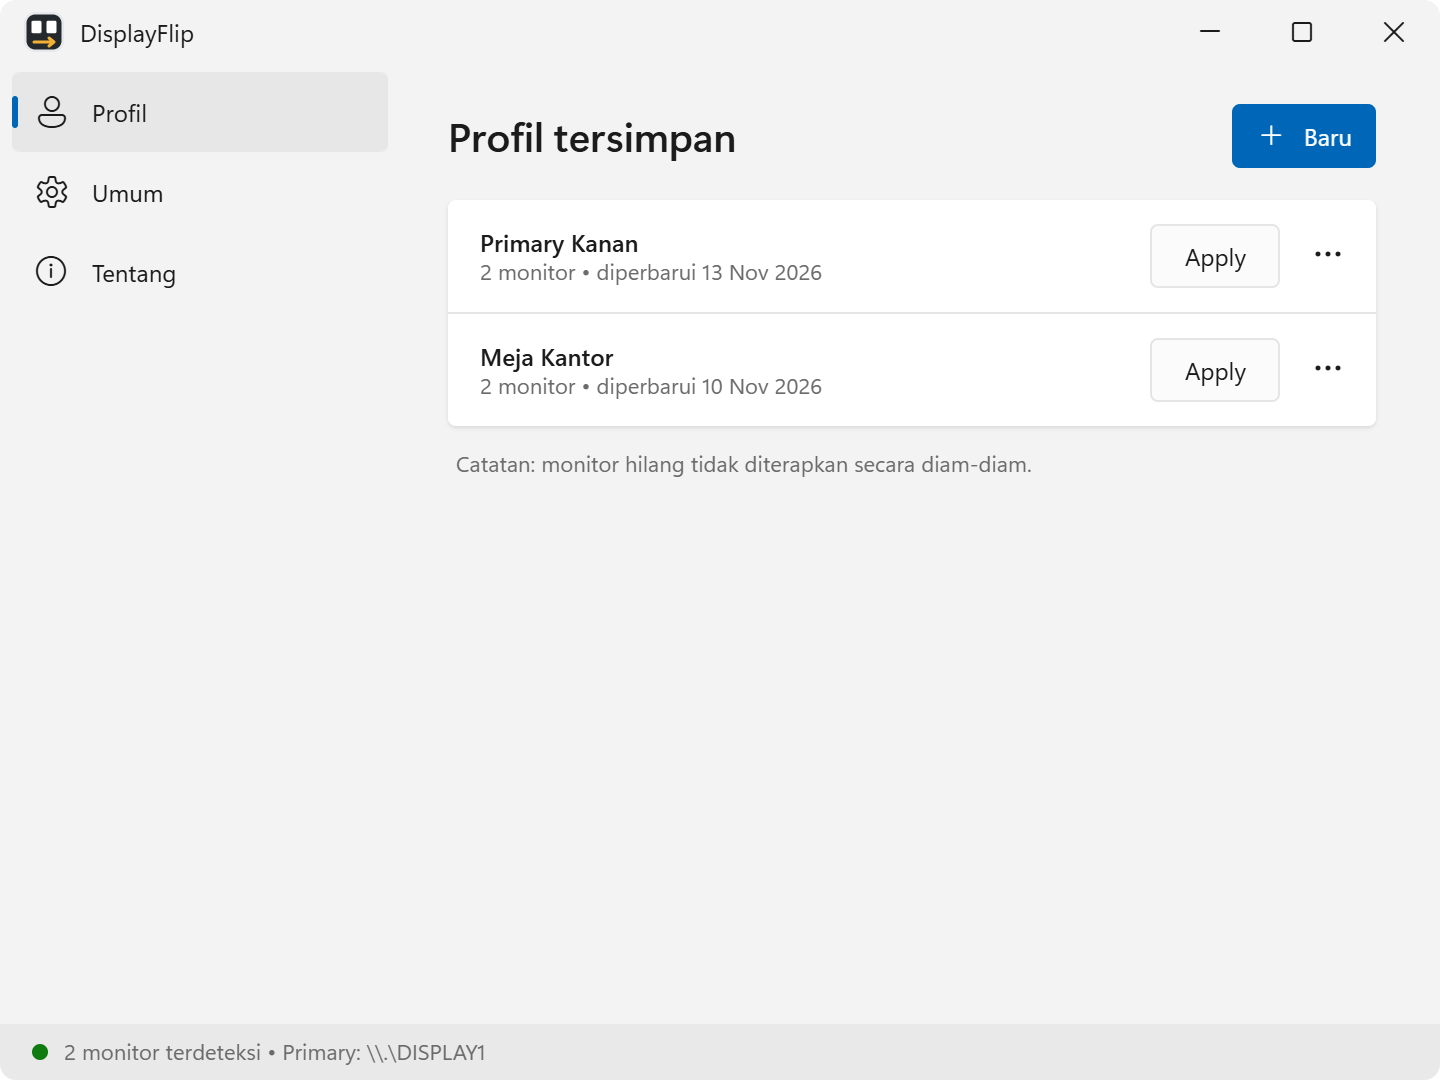 DisplayFlip
Profil
Umum
Tentang
Profil tersimpan
Baru
Primary Kanan
2 monitor • diperbarui 13 Nov 2026
Apply
Meja Kantor
2 monitor • diperbarui 10 Nov 2026
Apply
Catatan: monitor hilang tidak diterapkan secara diam-diam.
2 monitor terdeteksi • Primary: \\.\DISPLAY1